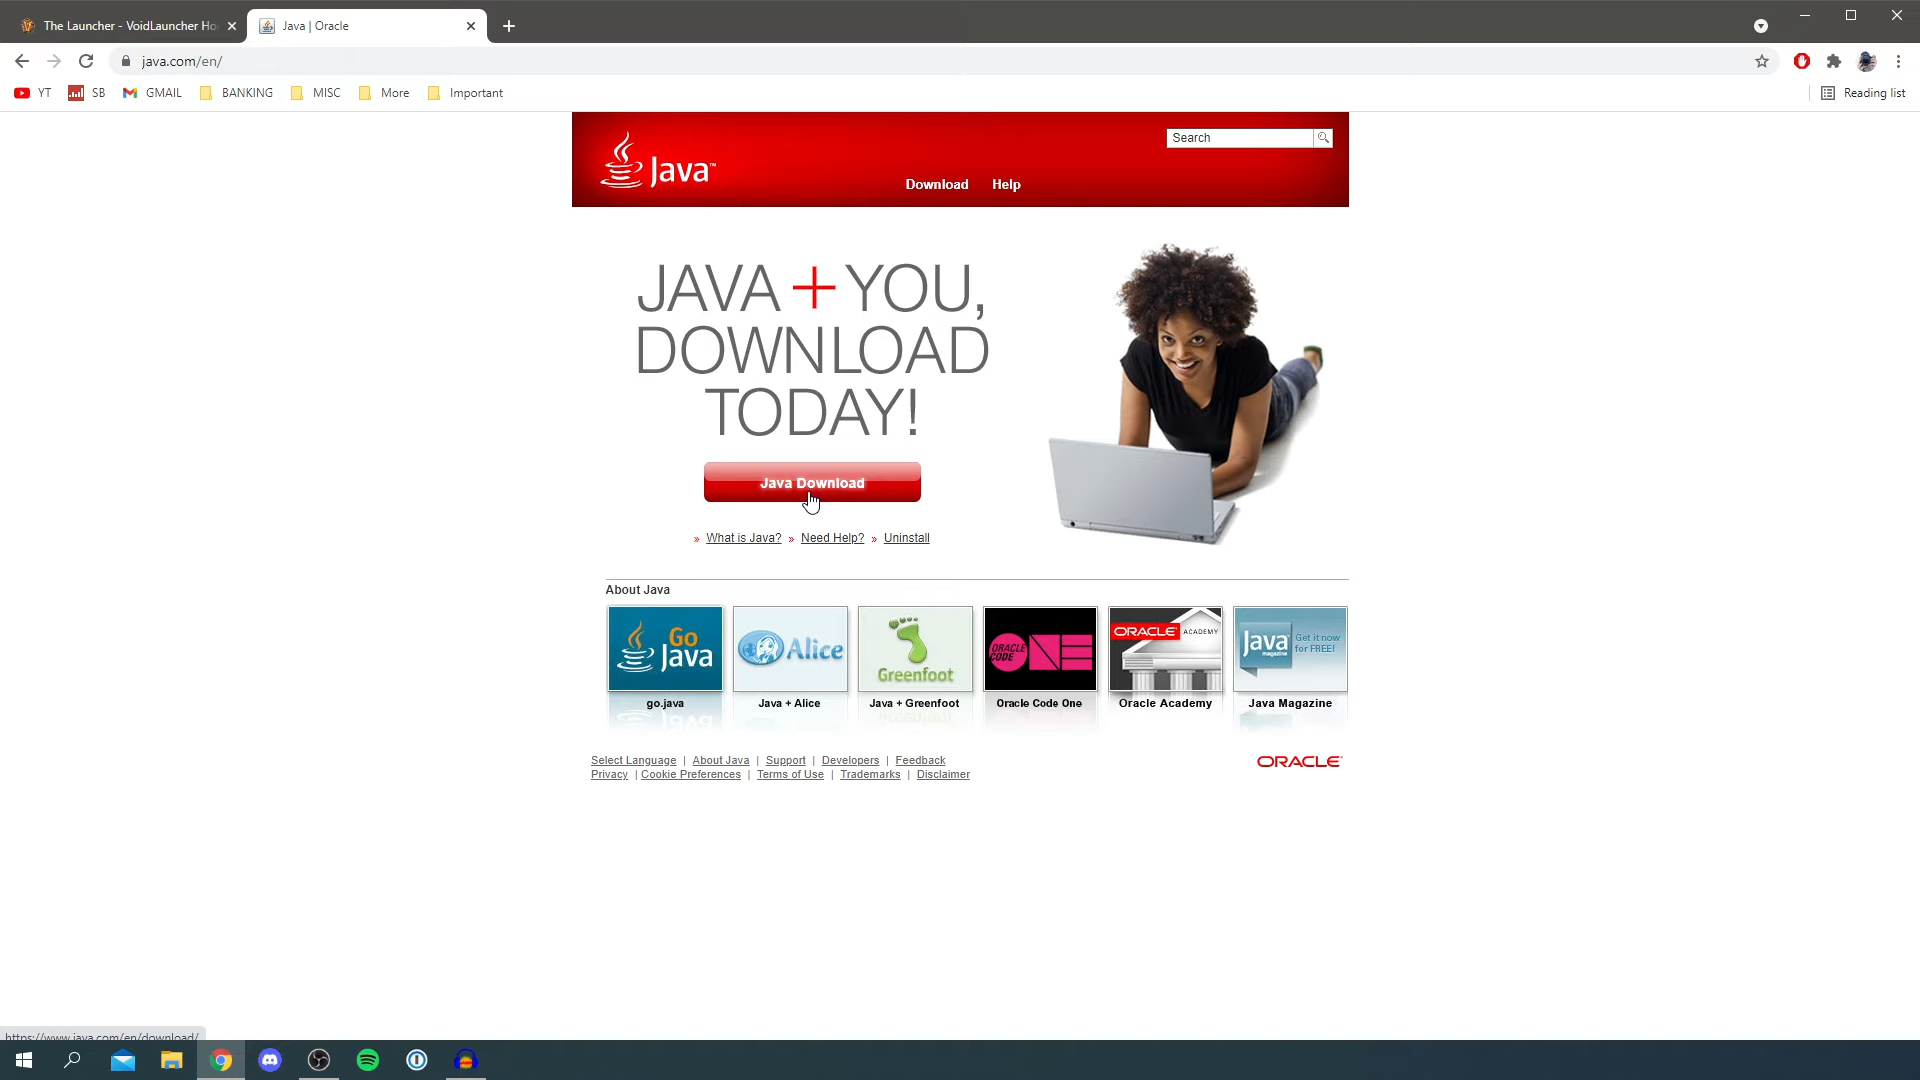 The Launcher - VoidLauncher Ho
Java | Oracle
java.com/en/
YT
SB
GMAIL
BANKING
MISC
More
Important
Reading list
Java™
Search
Download
Help
JAVA + YOU,
DOWNLOAD
TODAY!
Java Download
» What is Java? » Need Help? » Uninstall
About Java
Go
Java
Alice
Greenfoot
ORACLE
CODE
ONE
ORACLE ACADEMY
Java
magazine
Get it now
for FREE!
go.java
Java + Alice
Java + Greenfoot
Oracle Code One
Oracle Academy
Java Magazine
Select Language | About Java | Support | Developers | Feedback
Privacy | Cookie Preferences | Terms of Use | Trademarks | Disclaimer
ORACLE
https://www.java.com/en/download/